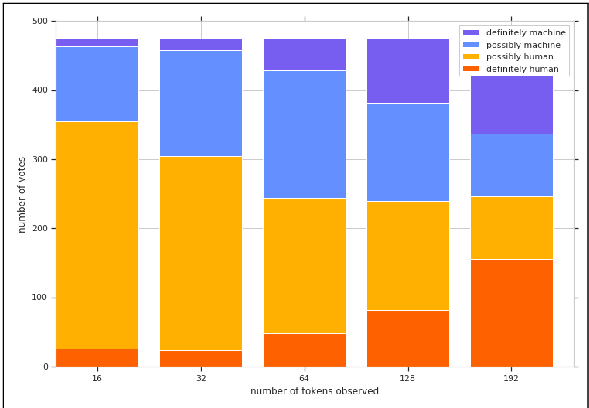 500
400
300
200
100
0
number of votes
definitely machine
possibly machine
possibly human
definitely human
16 32 64 128 192
number of tokens observed